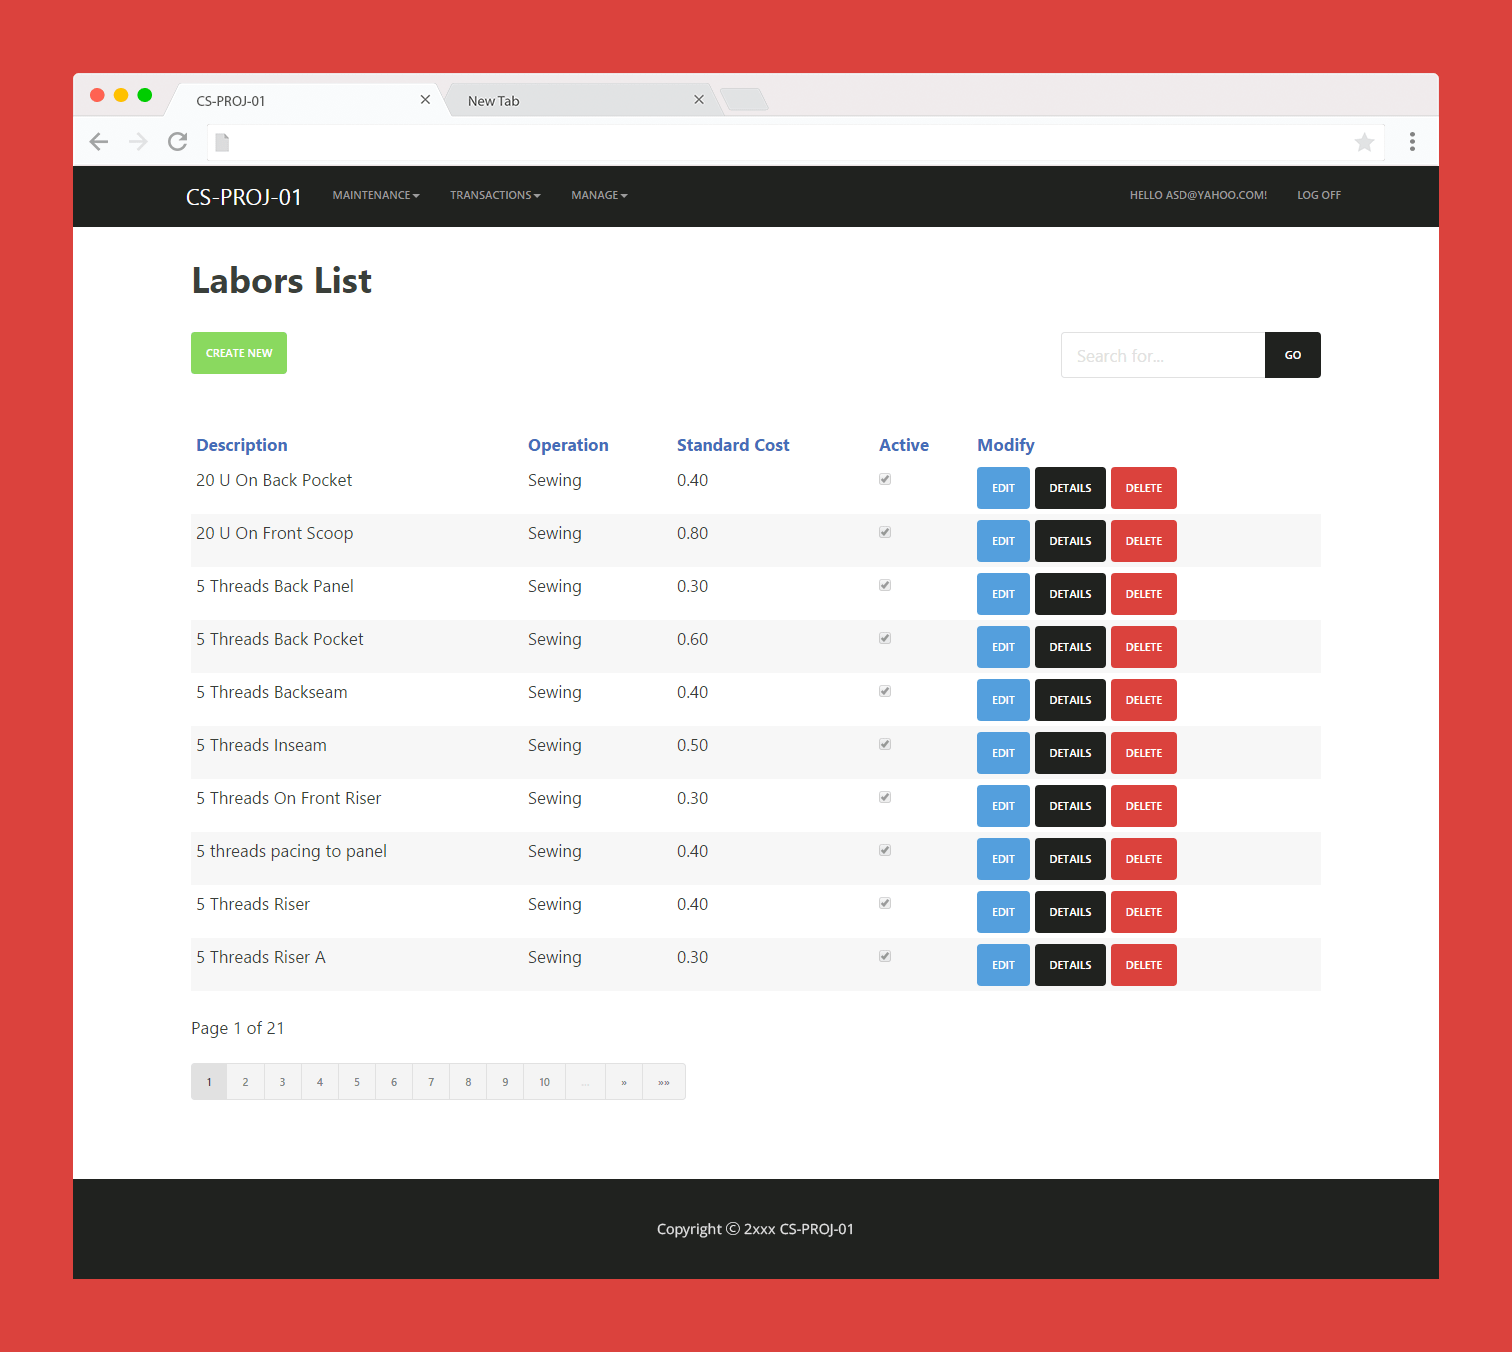 CS-PROJ-01 New Tab
CS-PROJ-01 MAINTENANCE TRANSACTIONS MANAGE HELLO ASD@YAHOO.COM! LOG OFF
Labors List
CREATE NEW Search for... GO
Description Operation Standard Cost Active Modify
20 U On Back Pocket Sewing 0.40 EDIT DETAILS DELETE
20 U On Front Scoop Sewing 0.80 EDIT DETAILS DELETE
5 Threads Back Panel Sewing 0.30 EDIT DETAILS DELETE
5 Threads Back Pocket Sewing 0.60 EDIT DETAILS DELETE
5 Threads Backseam Sewing 0.40 EDIT DETAILS DELETE
5 Threads Inseam Sewing 0.50 EDIT DETAILS DELETE
5 Threads On Front Riser Sewing 0.30 EDIT DETAILS DELETE
5 threads pacing to panel Sewing 0.40 EDIT DETAILS DELETE
5 Threads Riser Sewing 0.40 EDIT DETAILS DELETE
5 Threads Riser A Sewing 0.30 EDIT DETAILS DELETE
Page 1 of 21
1 2 3 4 5 6 7 8 9 10 ... » »»
Copyright © 2xxx CS-PROJ-01